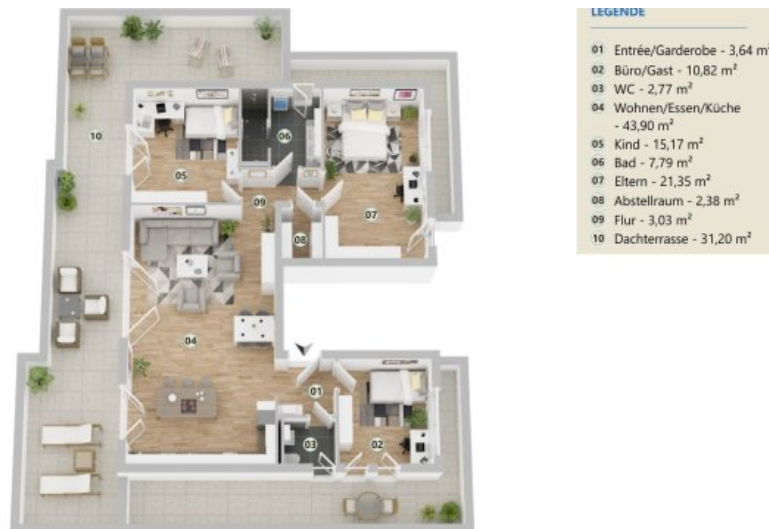 LEGENDE
01 Entrée/Garderobe - 3,64 m²
02 Büro/Gast - 10,82 m²
03 WC - 2,77 m²
04 Wohnen/Essen/Küche
- 43,90 m²
05 Kind - 15,17 m²
06 Bad - 7,79 m²
07 Eltern - 21,35 m²
08 Abstellraum - 2,38 m²
09 Flur - 3,03 m²
10 Dachterrasse - 31,20 m²
10
06
05
09
07
08
04
01
03
02